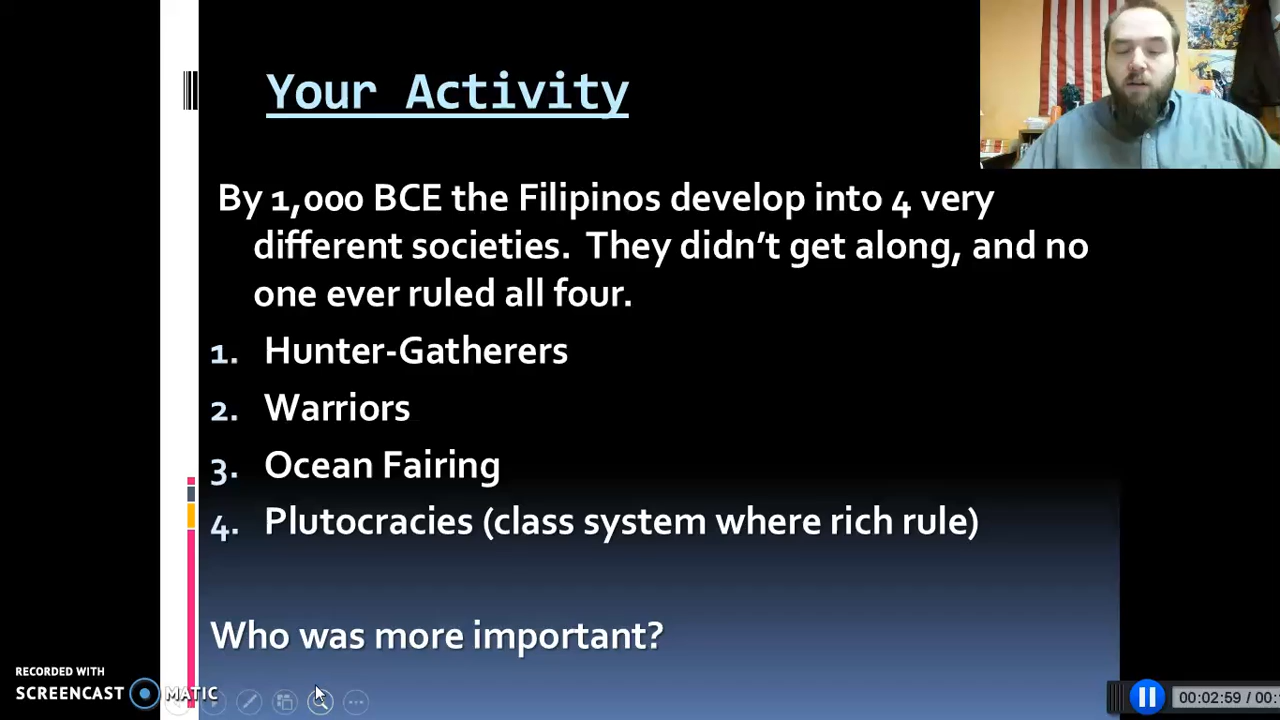 Your Activity
By 1,000 BCE the Filipinos develop into 4 very
different societies.  They didn’t get along, and no
one ever ruled all four.
1. Hunter-Gatherers
2. Warriors
3. Ocean Fairing
4. Plutocracies (class system where rich rule)
Who was more important?
RECORDED WITH
SCREENCAST MATIC
00:02:59 / 00: